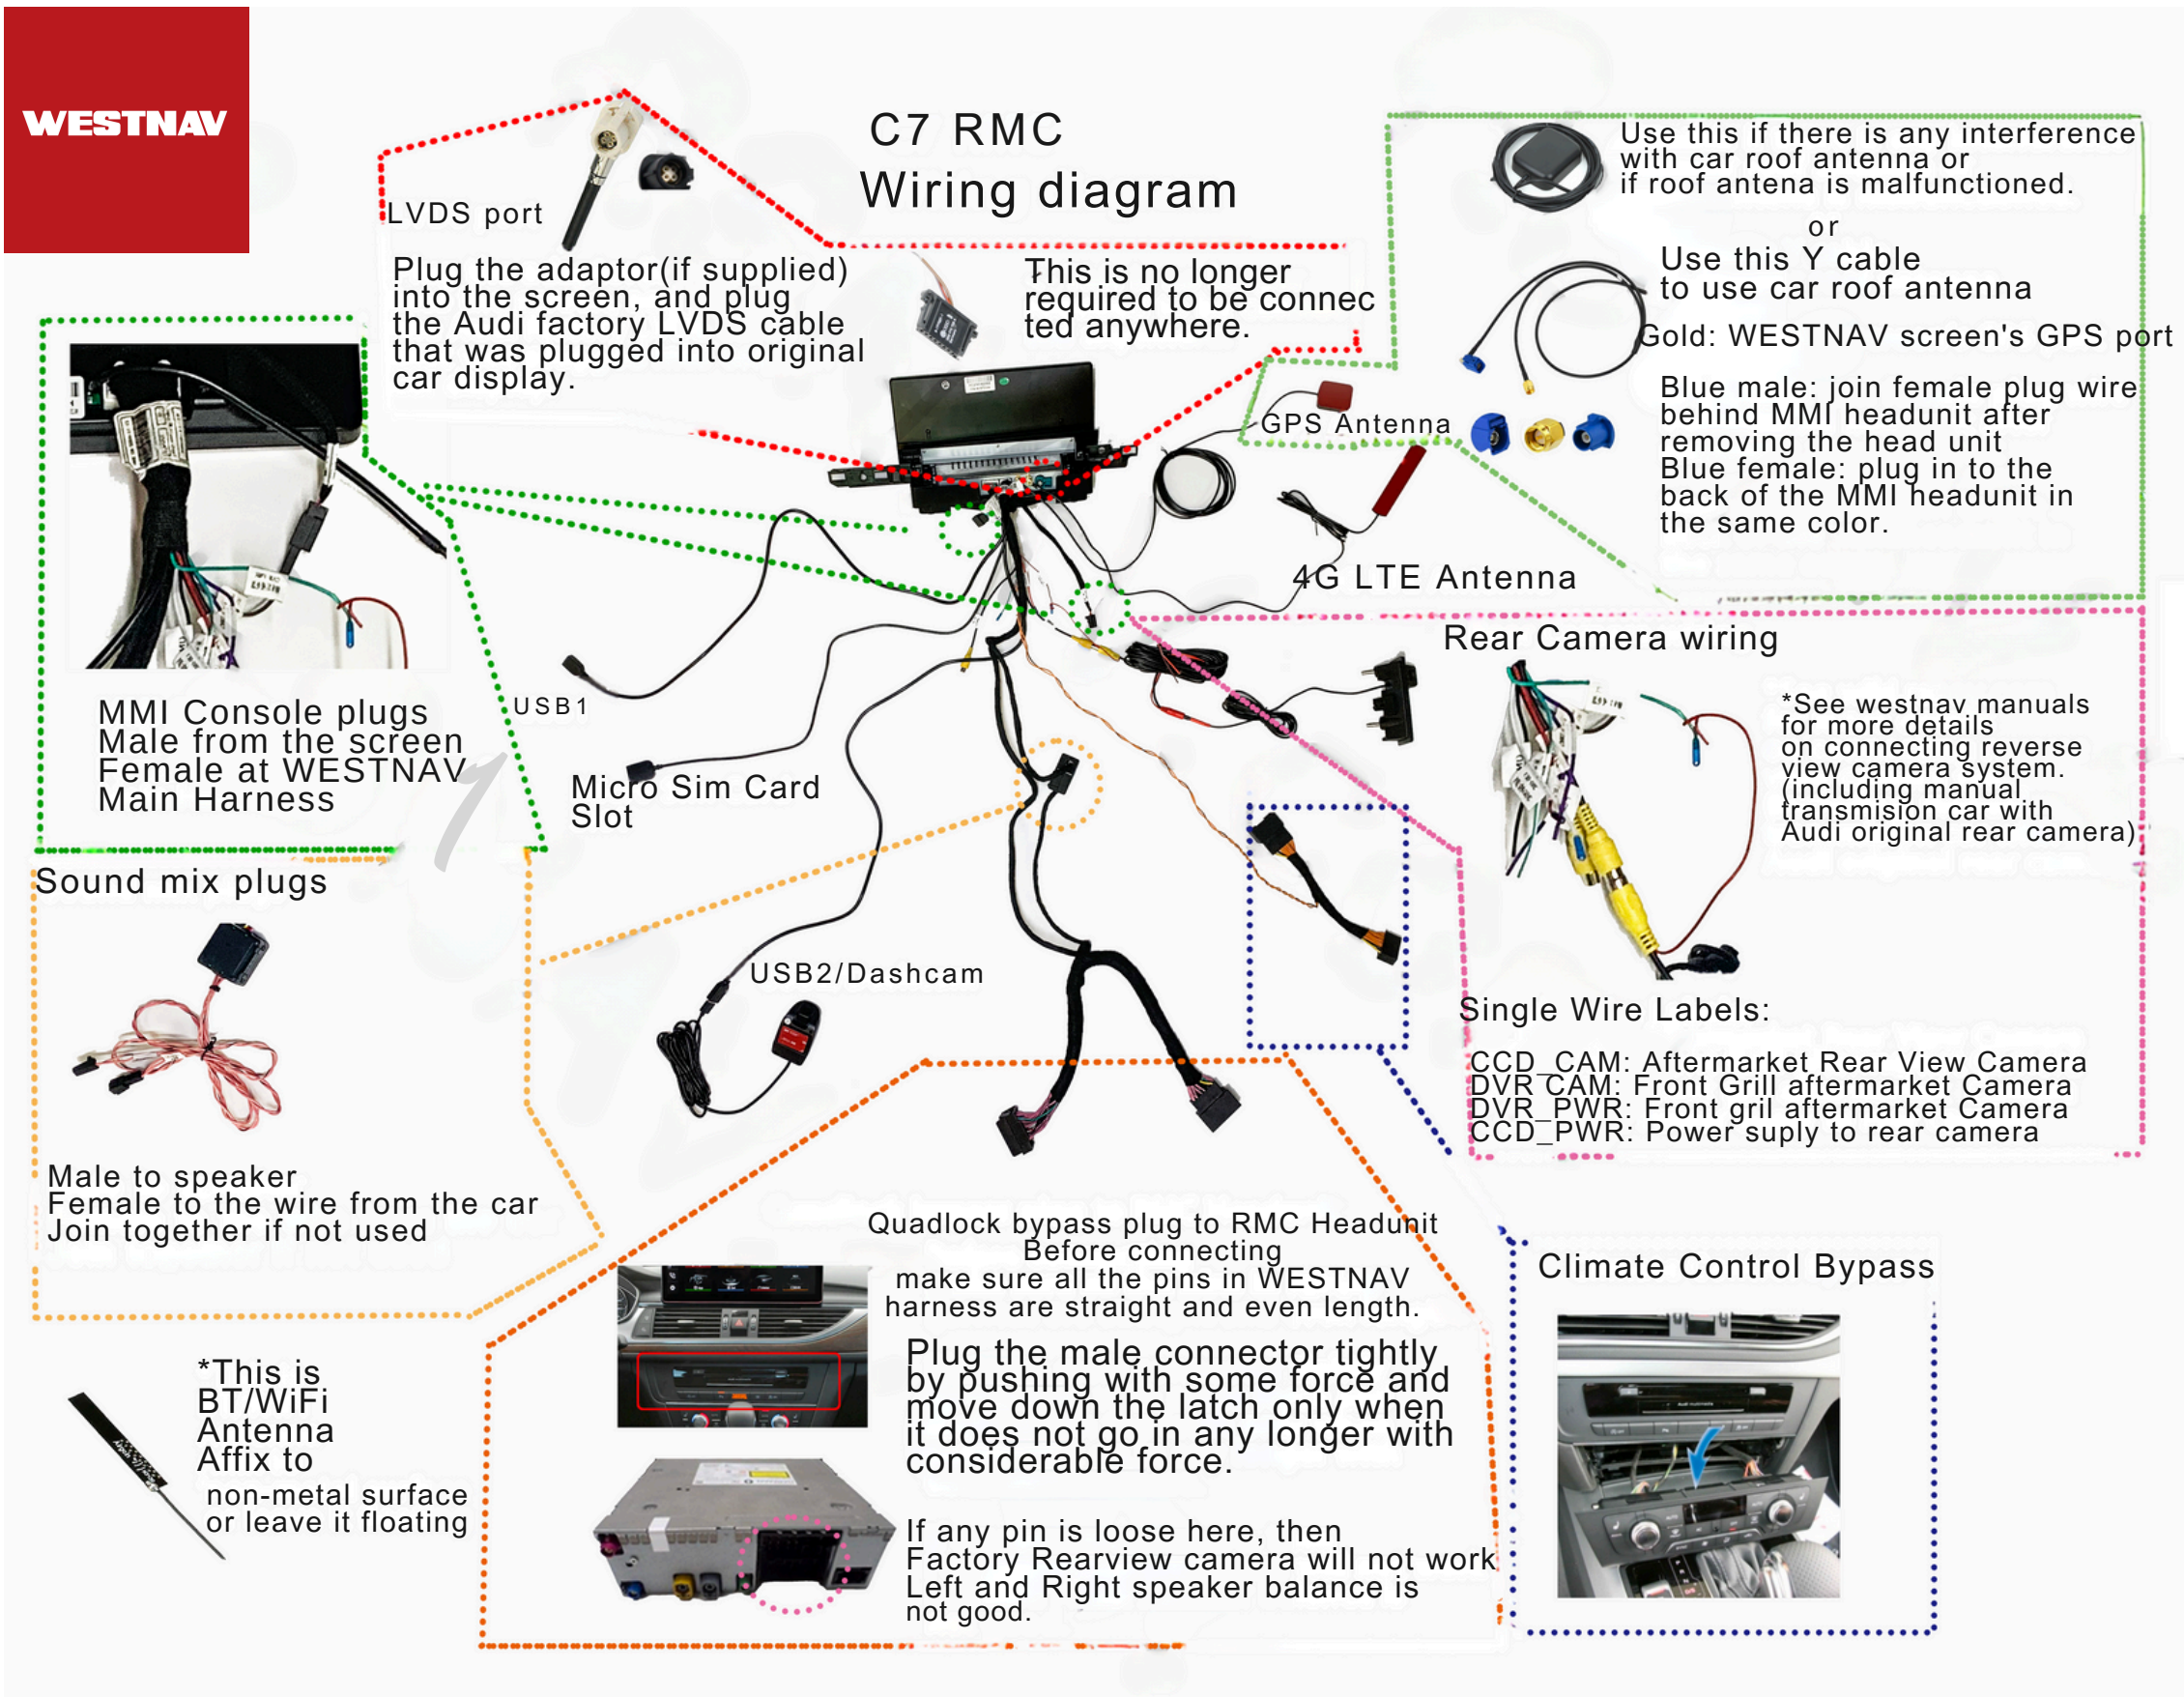 WESTNAV
C7 RMC
Wiring diagram
LVDS port
Plug the adaptor(if supplied)
into the screen, and plug
the Audi factory LVDS cable
that was plugged into original
car display.
This is no longer
required to be connec
ted anywhere.
Use this if there is any interference
with car roof antenna or
if roof antena is malfunctioned.
or
Use this Y cable
to use car roof antenna
Gold: WESTNAV screen's GPS port
Blue male: join female plug wire
behind MMI headunit after
removing the head unit
Blue female: plug in to the
back of the MMI headunit in
the same color.
GPS Antenna
4G LTE Antenna
MMI Console plugs
Male from the screen
Female at WESTNAV
Main Harness
USB1
Micro Sim Card
Slot
Rear Camera wiring
*See westnav manuals
for more details
on connecting reverse
view camera system.
(including manual
transmision car with
Audi original rear camera)
Sound mix plugs
Male to speaker
Female to the wire from the car
Join together if not used
USB2/Dashcam
Single Wire Labels:
CCD_CAM: Aftermarket Rear View Camera
DVR_CAM: Front Grill aftermarket Camera
DVR_PWR: Front gril aftermarket Camera
CCD_PWR: Power suply to rear camera
Quadlock bypass plug to RMC Headunit
Before connecting
make sure all the pins in WESTNAV
harness are straight and even length.
Plug the male connector tightly
by pushing with some force and
move down the latch only when
it does not go in any longer with
considerable force.
If any pin is loose here, then
Factory Rearview camera will not work
Left and Right speaker balance is
not good.
Climate Control Bypass
*This is
BT/WiFi
Antenna
Affix to
non-metal surface
or leave it floating